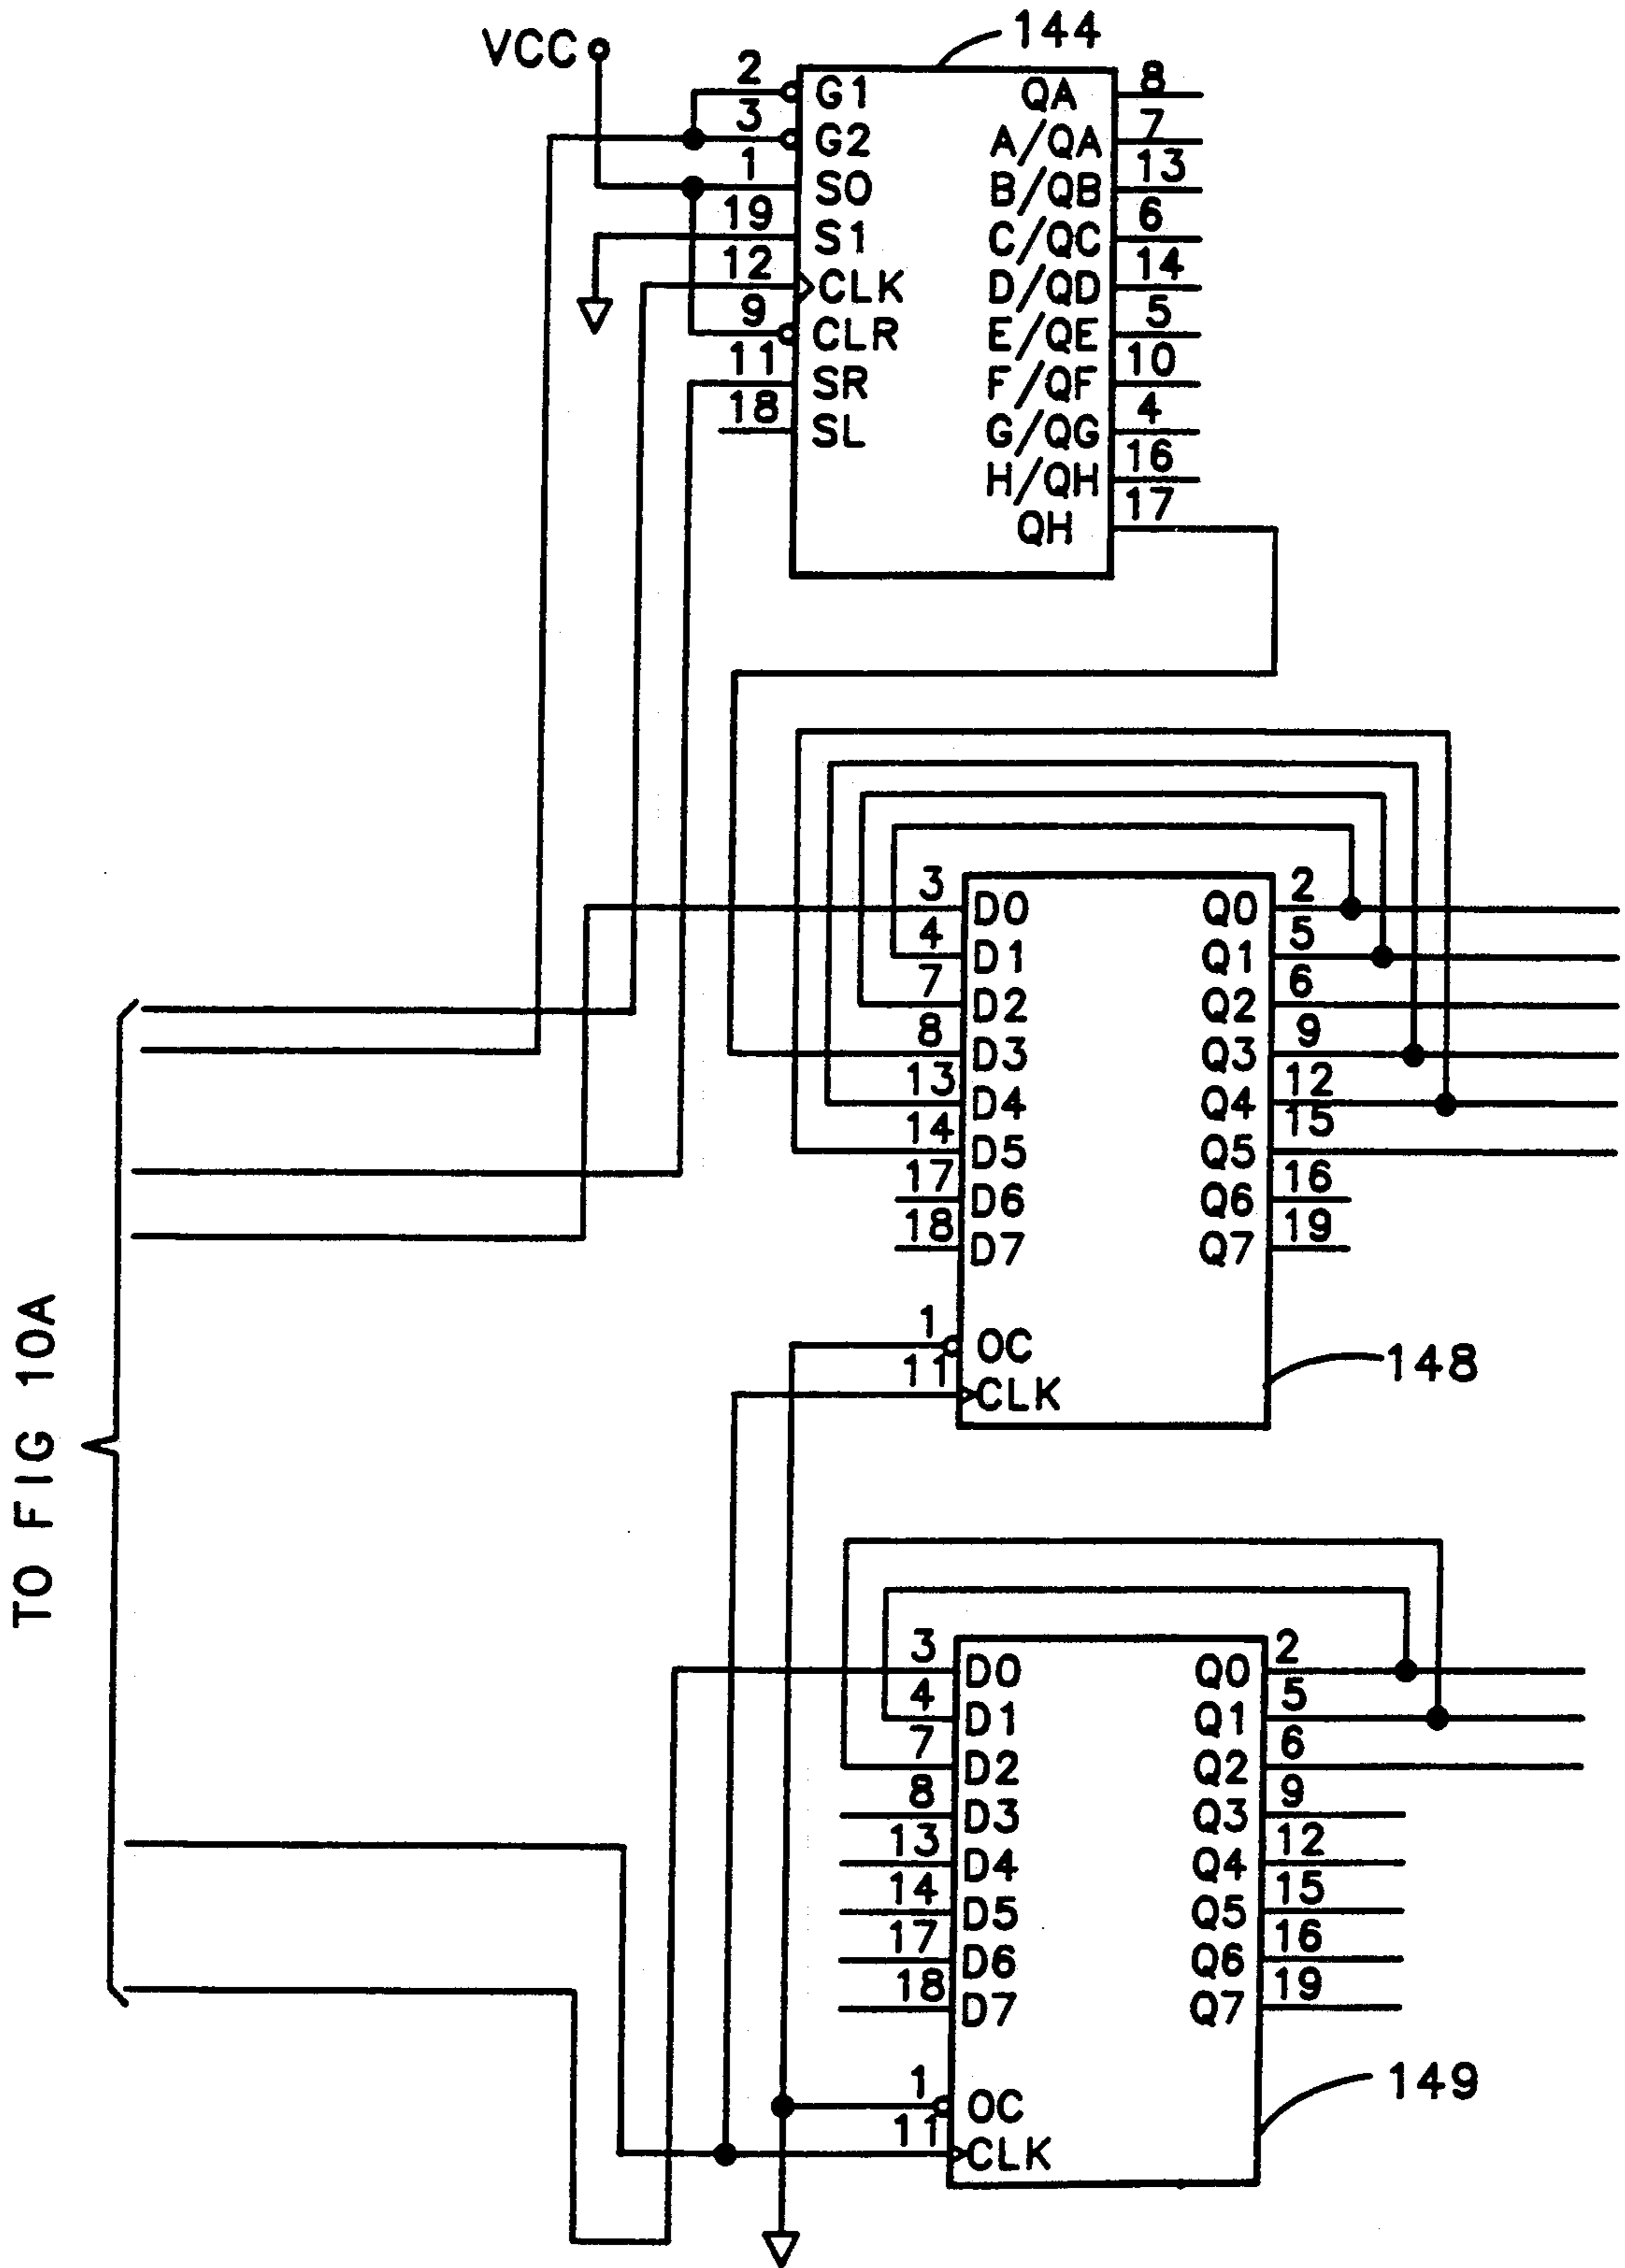 VCC
144
2 G1 QA 8
3 G2 A/QA 7
1 S0 B/QB 13
19 S1 C/QC 6
12 CLK D/QD 14
9 CLR E/QE 5
11 SR F/QF 10
18 SL G/QG 4
H/QH 16
QH 17
3 D0 Q0 2
4 D1 Q1 5
7 D2 Q2 6
8 D3 Q3 9
13 D4 Q4 12
14 D5 Q5 15
17 D6 Q6 16
18 D7 Q7 19
1 OC
11 CLK
148
TO FIG 10A
3 D0 Q0 2
4 D1 Q1 5
7 D2 Q2 6
8 D3 Q3 9
13 D4 Q4 12
14 D5 Q5 15
17 D6 Q6 16
18 D7 Q7 19
1 OC
11 CLK
149